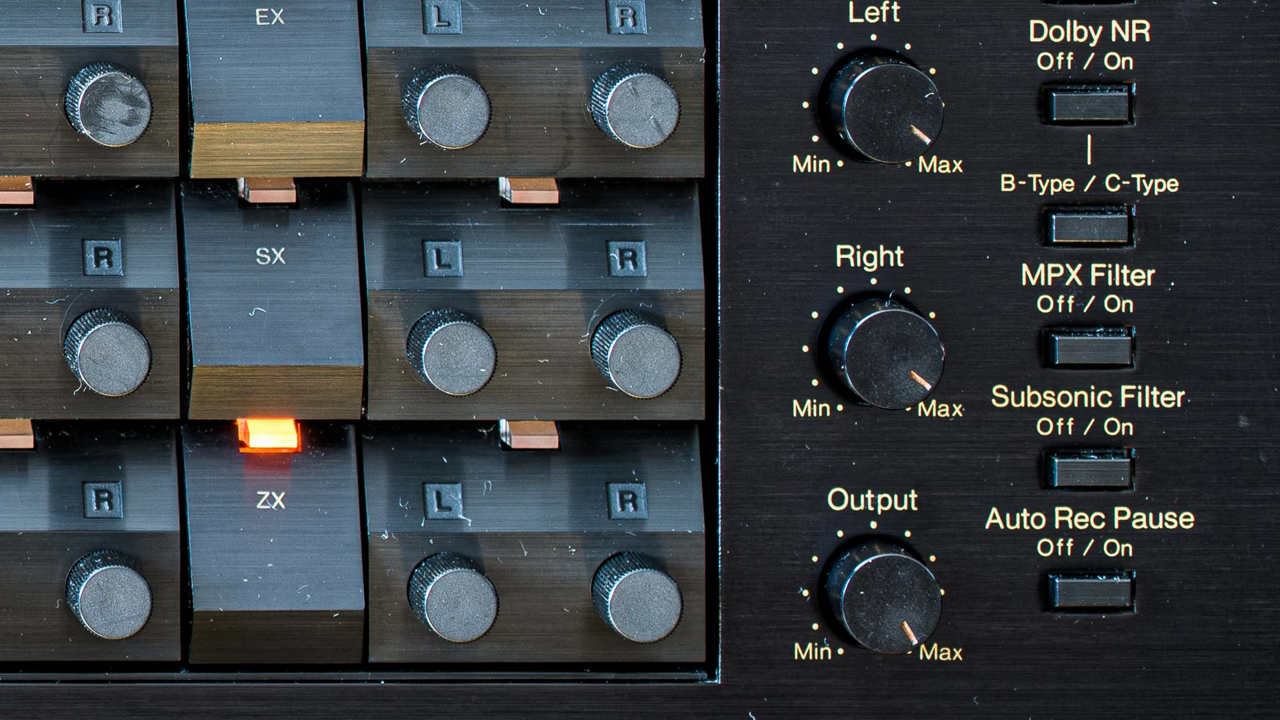 R
EX
L
R
R
SX
L
R
R
ZX
L
R
Left
Min
Max
Right
Min
Max
Output
Min
Max
Dolby NR
Off / On
B-Type / C-Type
MPX Filter
Off / On
Subsonic Filter
Off / On
Auto Rec Pause
Off / On